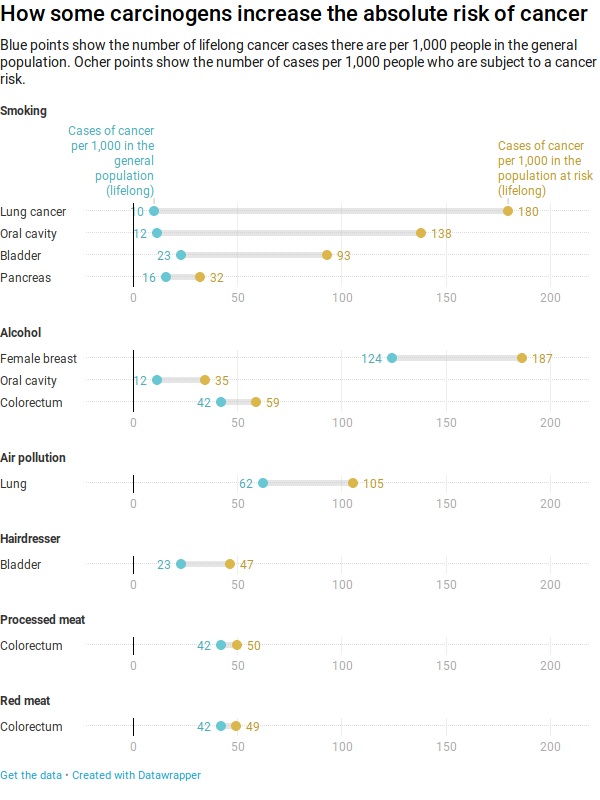 How some carcinogens increase the absolute risk of cancer
Blue points show the number of lifelong cancer cases there are per 1,000 people in the general
population. Ocher points show the number of cases per 1,000 people who are subject to a cancer
risk.
Smoking
Cases of cancer
per 1,000 in the
general
population
(lifelong)
Cases of cancer
per 1,000 in the
population at risk
(lifelong)
Lung cancer 10 180
Oral cavity 12 138
Bladder 23 93
Pancreas 16 32
0 50 100 150 200
Alcohol
Female breast 124 187
Oral cavity 12 35
Colorectum 42 59
0 50 100 150 200
Air pollution
Lung 62 105
0 50 100 150 200
Hairdresser
Bladder 23 47
0 50 100 150 200
Processed meat
Colorectum 42 50
0 50 100 150 200
Red meat
Colorectum 42 49
0 50 100 150 200
Get the data • Created with Datawrapper